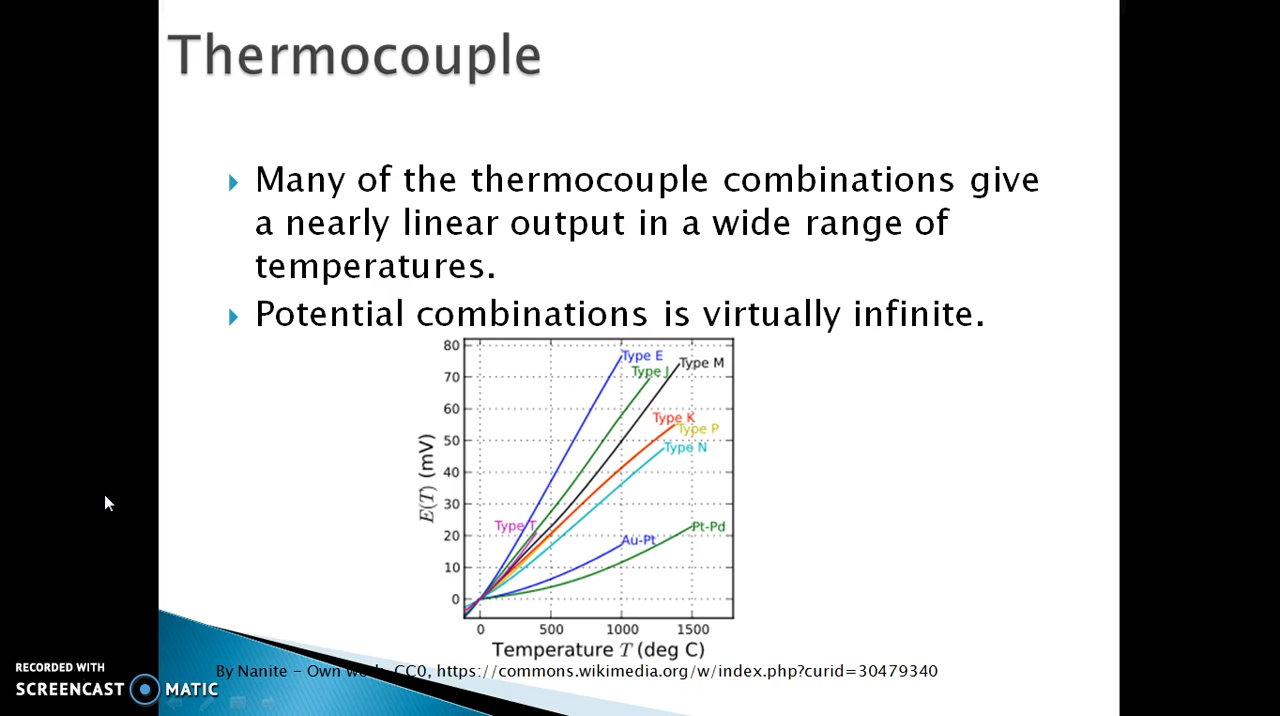 Thermocouple
Many of the thermocouple combinations give
a nearly linear output in a wide range of
temperatures.
Potential combinations is virtually infinite.
80
70
60
50
40
30
20
10
0
E(T) (mV)
Type E
Type J
Type M
Type K
Type P
Type N
Type T
Au-Pt
Pt-Pd
0 500 1000 1500
Temperature T (deg C)
By Nanite - Own work, CC0, https://commons.wikimedia.org/w/index.php?curid=30479340
RECORDED WITH
SCREENCAST MATIC